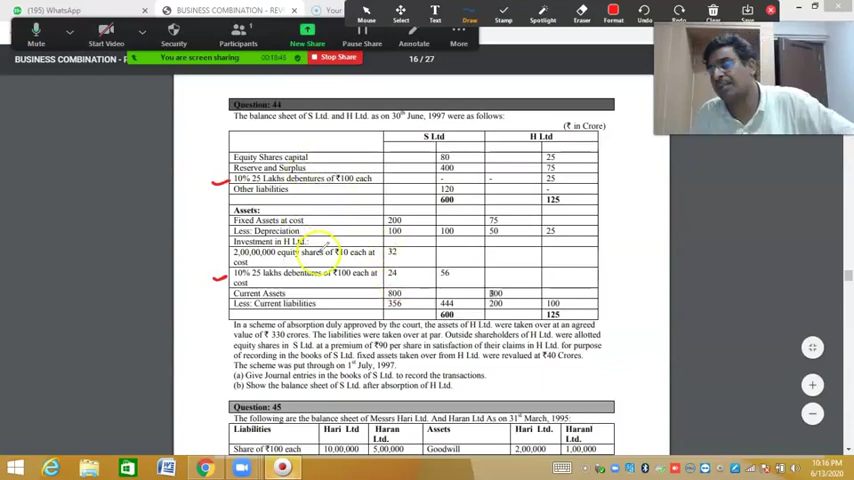 (195) WhatsApp
BUSINESS COMBINATION - REV
Your
Mouse
Select
Text
Draw
Stamp
Spotlight
Eraser
Format
Undo
Redo
Clear
Save
Mute
Start Video
Security
Participants
1
New Share
Pause Share
Annotate
More
BUSINESS COMBINATION - R
You are screen sharing
00:18:45
Stop Share
16 / 27
Question: 44
The balance sheet of S Ltd. and H Ltd. as on 30th June, 1997 were as follows:
(₹ in Crore)
S Ltd H Ltd
Equity Shares capital 80 25
Reserve and Surplus 400 75
10% 25 Lakhs debentures of ₹100 each - - 25
Other liabilities 120 -
600 125
Assets:
Fixed Assets at cost 200 75
Less: Depreciation 100 100 50 25
Investment in H Ltd.:
2,00,00,000 equity shares of ₹10 each at cost 32
10% 25 lakhs debentures of ₹100 each at cost 24 56
Current Assets 800 300
Less: Current liabilities 356 444 200 100
600 125
In a scheme of absorption duly approved by the court, the assets of H Ltd. were taken over at an agreed
value of ₹ 330 crores. The liabilities were taken over at par. Outside shareholders of H Ltd. were allotted
equity shares in S Ltd. at a premium of ₹90 per share in satisfaction of their claims in H Ltd. for purpose
of recording in the books of S Ltd. fixed assets taken over from H Ltd. were revalued at ₹40 Crores.
The scheme was put through on 1st July, 1997.
(a) Give Journal entries in the books of S Ltd. to record the transactions.
(b) Show the balance sheet of S Ltd. after absorption of H Ltd.
Question: 45
The following are the balance sheet of Messrs Hari Ltd. And Haran Ltd As on 31st March, 1995:
Liabilities Hari Ltd Haran Ltd. Assets Hari Ltd. Haran Ltd.
Share of ₹100 each 10,00,000 5,00,000 Goodwill 2,00,000 1,00,000
10:16 PM
6/13/2020